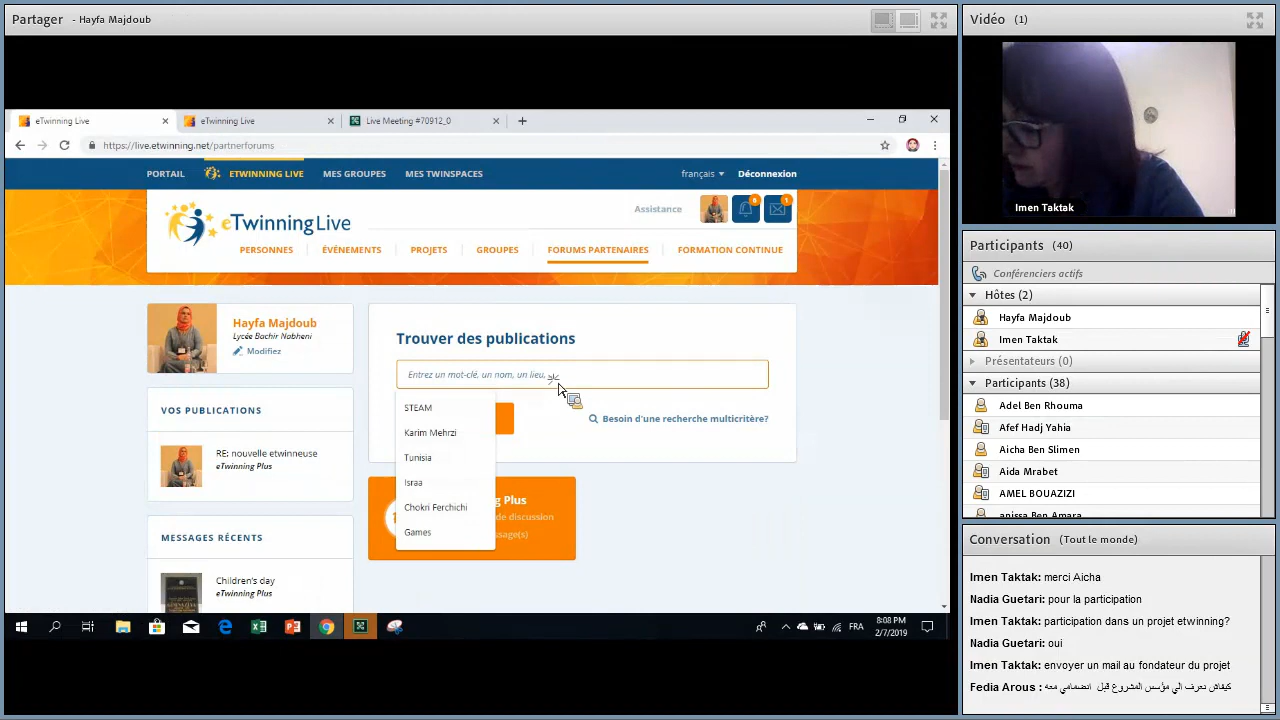 Partager - Hayfa Majdoub
eTwinning Live
eTwinning Live
Live Meeting #70912_0
https://live.etwinning.net/partnerforums
PORTAIL ETWINNING LIVE MES GROUPES MES TWINSPACES français Déconnexion
eTwinning Live
Assistance 6 1
PERSONNES ÉVÉNEMENTS PROJETS GROUPES FORUMS PARTENAIRES FORMATION CONTINUE
Hayfa Majdoub
Lycée Bachir Nabheni
Modifiez
VOS PUBLICATIONS
RE: nouvelle etwinneuse
eTwinning Plus
MESSAGES RÉCENTS
Children's day
eTwinning Plus
Trouver des publications
Entrez un mot-clé, un nom, un lieu.
STEAM
Karim Mehrzi
Tunisia
Israa
Chokri Ferchichi
Games
Besoin d'une recherche multicritère?
g Plus
de discussion
ssage(s)
FRA
8:08 PM
2/7/2019
Vidéo (1)
Imen Taktak
Participants (40)
Conférenciers actifs
Hôtes (2)
Hayfa Majdoub
Imen Taktak
Présentateurs (0)
Participants (38)
Adel Ben Rhouma
Afef Hadj Yahia
Aicha Ben Slimen
Aida Mrabet
AMEL BOUAZIZI
anissa Ben Amara
Conversation (Tout le monde)
Imen Taktak: merci Aicha
Nadia Guetari: pour la participation
Imen Taktak: participation dans un projet etwinning?
Nadia Guetari: oui
Imen Taktak: envoyer un mail au fondateur du projet
Fedia Arous : كيفاش نعرف الي مؤسس المشروع قبل انضمامي معه